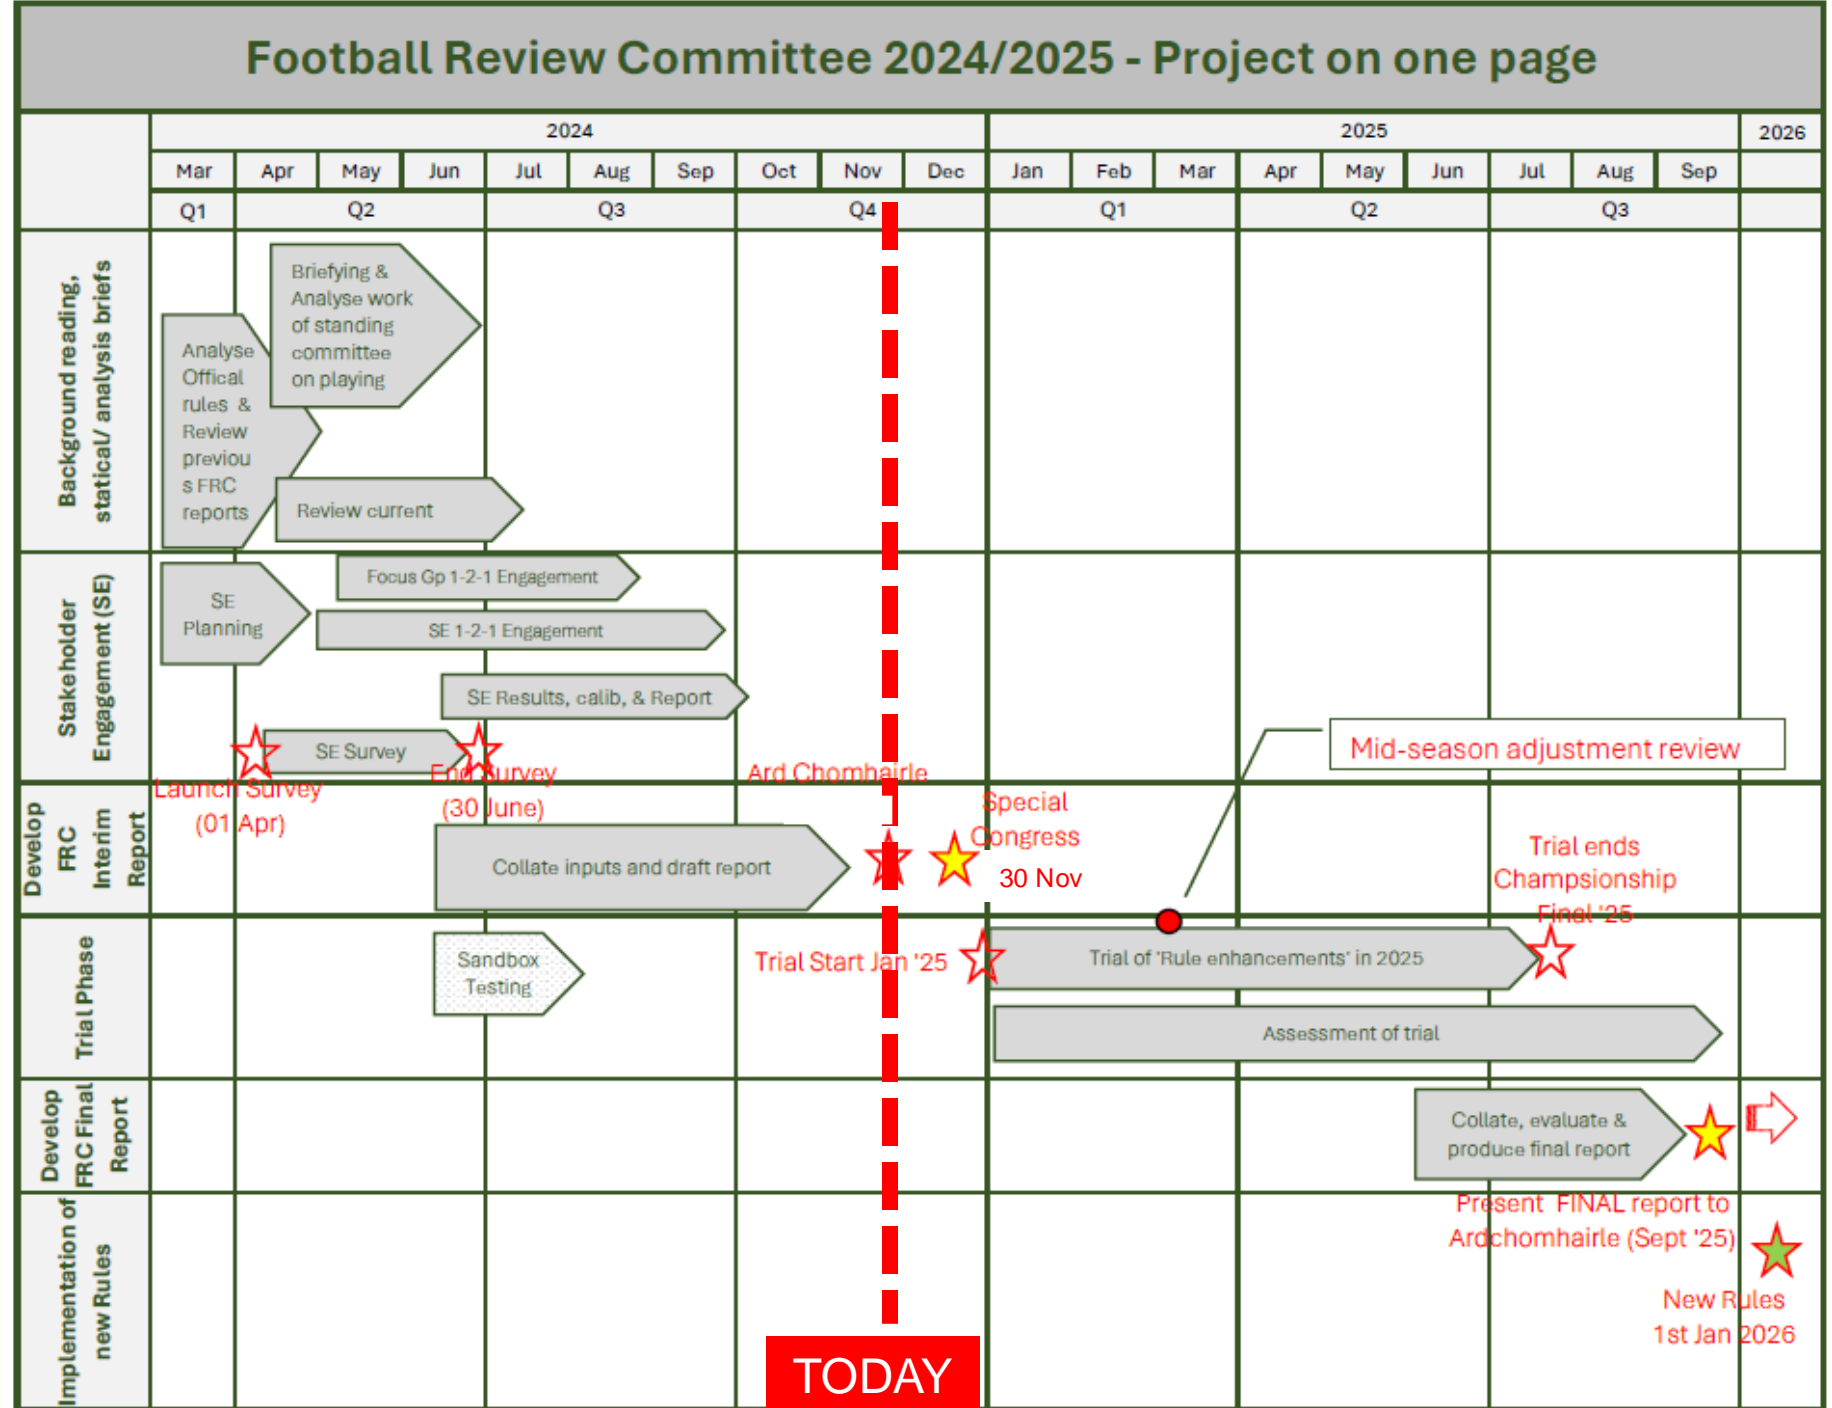 Football Review Committee 2024/2025 - Project on one page
2024 2025 2026
Mar Apr May Jun Jul Aug Sep Oct Nov Dec Jan Feb Mar Apr May Jun Jul Aug Sep
Q1 Q2 Q3 Q4 Q1 Q2 Q3
Background reading,
statical/ analysis briefs
Briefying &
Analyse work
of standing
committee
on playing
Analyse
Offical
rules &
Review
previou
s FRC
reports
Review current
Stakeholder
Engagement (SE)
SE
Planning
Focus Gp 1-2-1 Engagement
SE 1-2-1 Engagement
SE Results, calib, & Report
SE Survey
Launch Survey
(01 Apr)
End Survey
(30 June)
Ard Chomhairle
Mid-season adjustment review
Develop
FRC
Interim
Report
Collate inputs and draft report
Special
Congress
30 Nov
Trial ends
Champsionship
Final '25
Trial Phase
Sandbox
Testing
Trial Start Jan '25
Trial of 'Rule enhancements' in 2025
Assessment of trial
Develop
FRC Final
Report
Collate, evaluate &
produce final report
Present FINAL report to
Ardchomhairle (Sept '25)
Implementation of
new Rules
New Rules
1st Jan 2026
TODAY